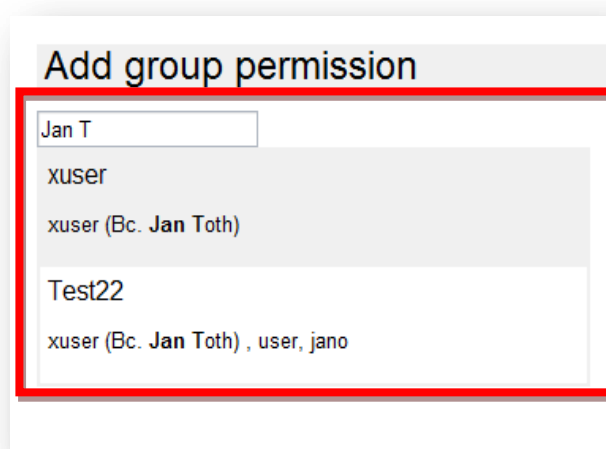 Add group permission
Jan T
xuser
xuser (Bc. Jan Toth)
Test22
xuser (Bc. Jan Toth) , user, jano